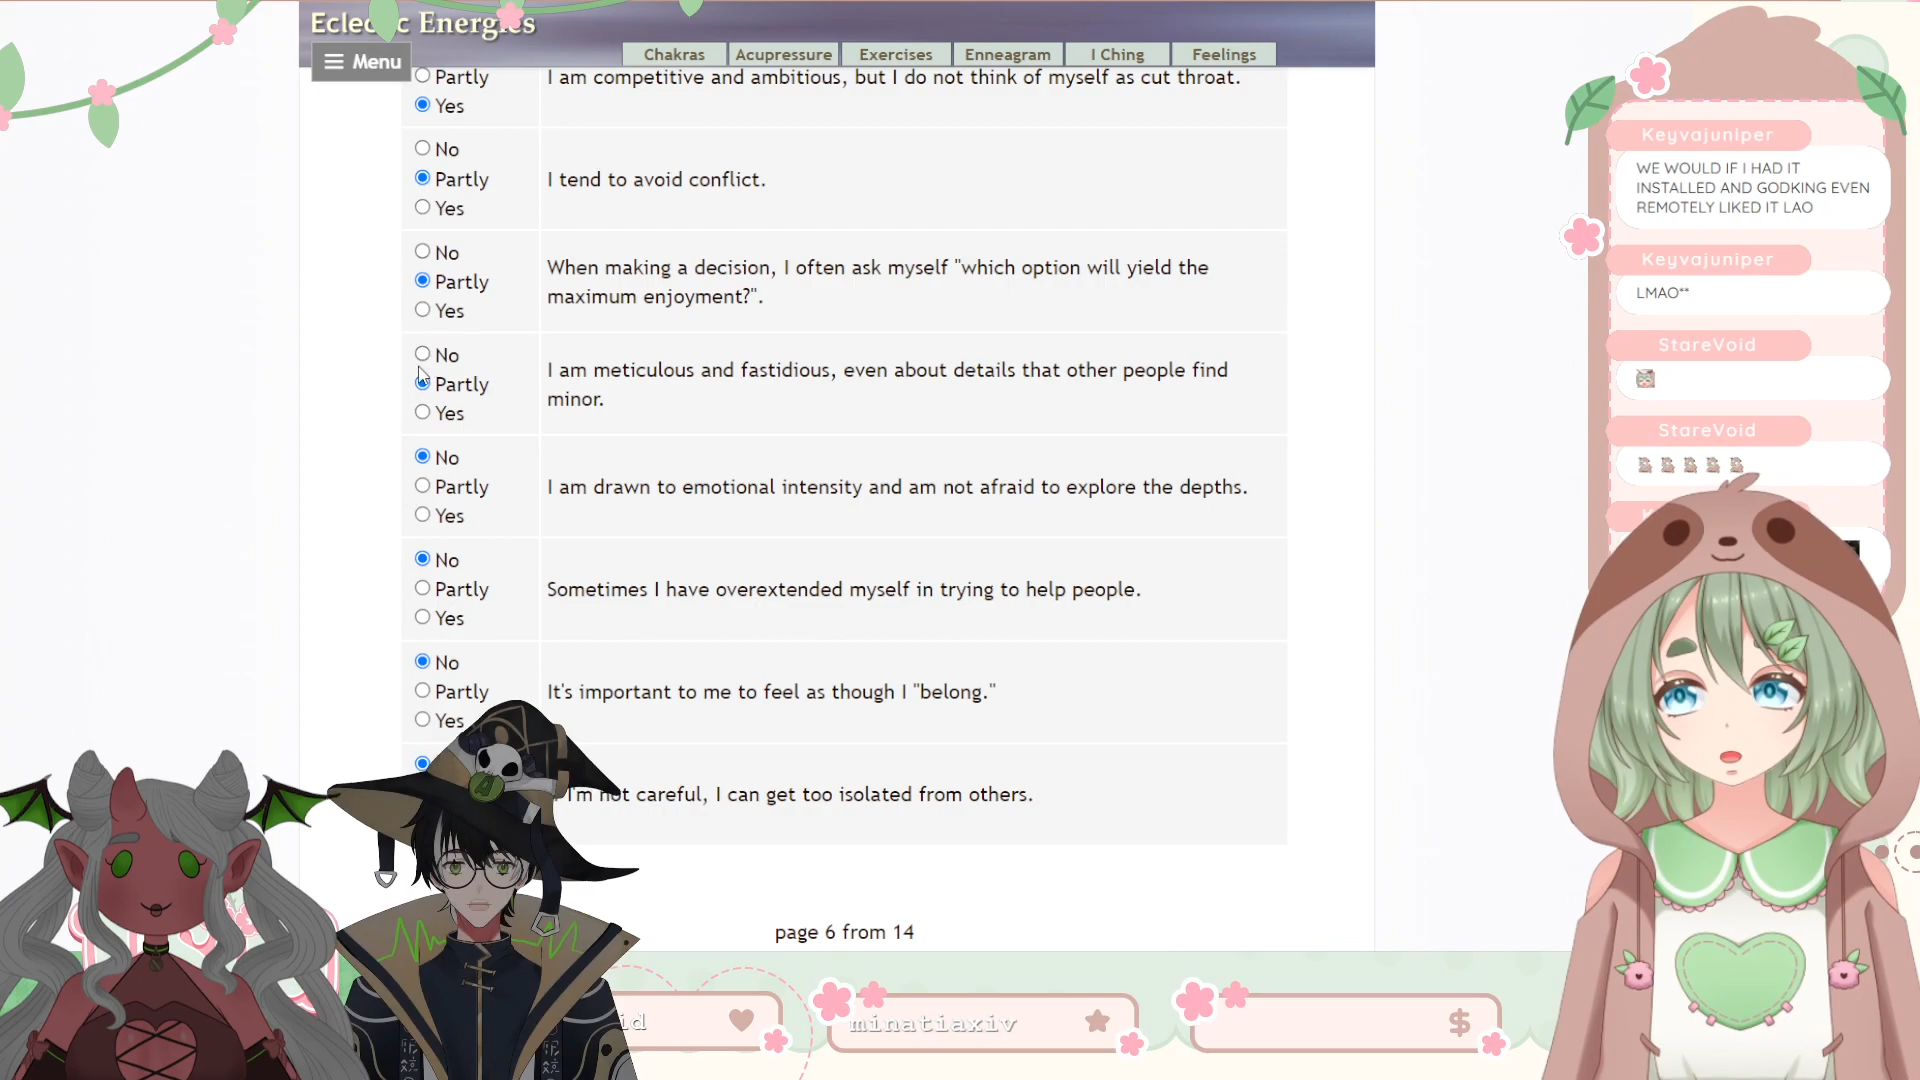 Eclectic Energies
Menu
Chakras
Acupressure
Exercises
Enneagram
I Ching
Feelings
Partly
Yes
I am competitive and ambitious, but I do not think of myself as cut throat.
No
Partly
Yes
I tend to avoid conflict.
No
Partly
Yes
When making a decision, I often ask myself "which option will yield the
maximum enjoyment?".
No
Partly
Yes
I am meticulous and fastidious, even about details that other people find
minor.
No
Partly
Yes
I am drawn to emotional intensity and am not afraid to explore the depths.
No
Partly
Yes
Sometimes I have overextended myself in trying to help people.
No
Partly
Yes
It's important to me to feel as though I "belong."
I'm not careful, I can get too isolated from others.
page 6 from 14
Keyvajuniper
WE WOULD IF I HAD IT
INSTALLED AND GODKING EVEN
REMOTELY LIKED IT LAO
Keyvajuniper
LMAO**
StareVoid
StareVoid
minatiaxiv
$